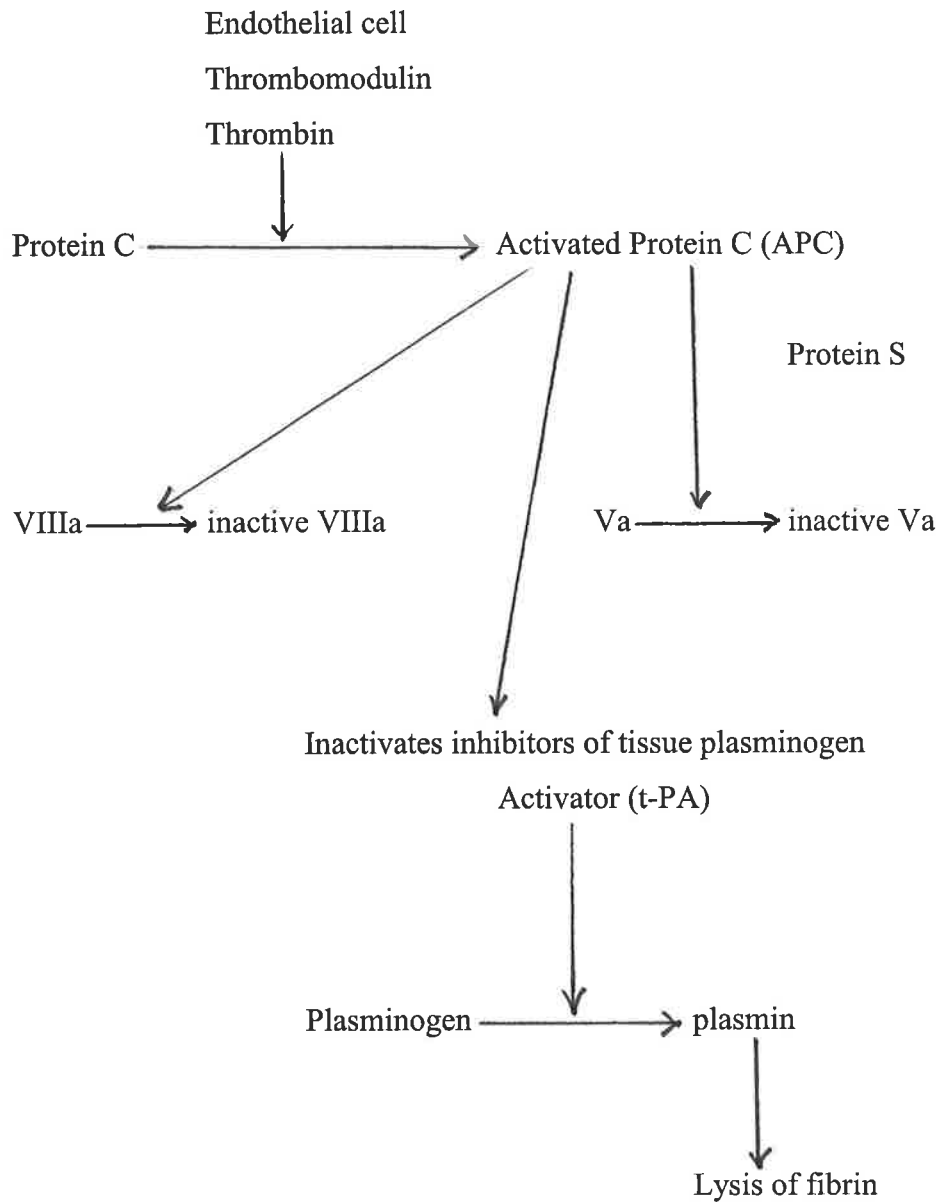 Endothelial cell
Thrombomodulin
Thrombin
Protein C
Activated Protein C (APC)
Protein S
VIIIa
inactive VIIIa
Va
inactive Va
Inactivates inhibitors of tissue plasminogen
Activator (t-PA)
Plasminogen
plasmin
Lysis of fibrin